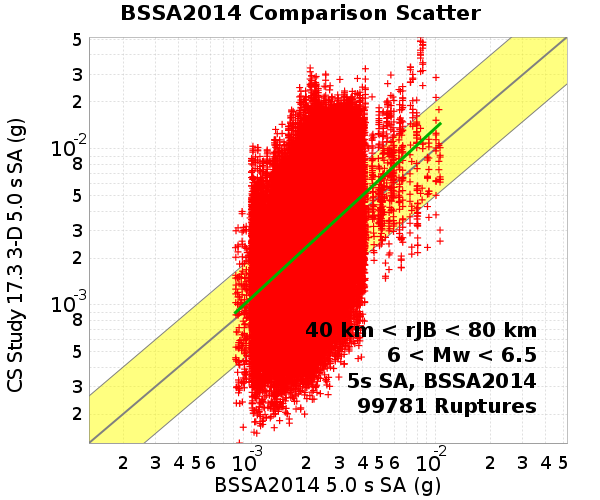 BSSA2014 Comparison Scatter
CS Study 17.3 3-D 5.0 s SA (g)
5
3
2
10-2
8
5
3
2
10-3
8
5
3
2
40 km < rJB < 80 km
6 < Mw < 6.5
5s SA, BSSA2014
99781 Ruptures
2 3 4 5 6 10-3 2 3 4 5 6 10-2 2 3 4 5
BSSA2014 5.0 s SA (g)